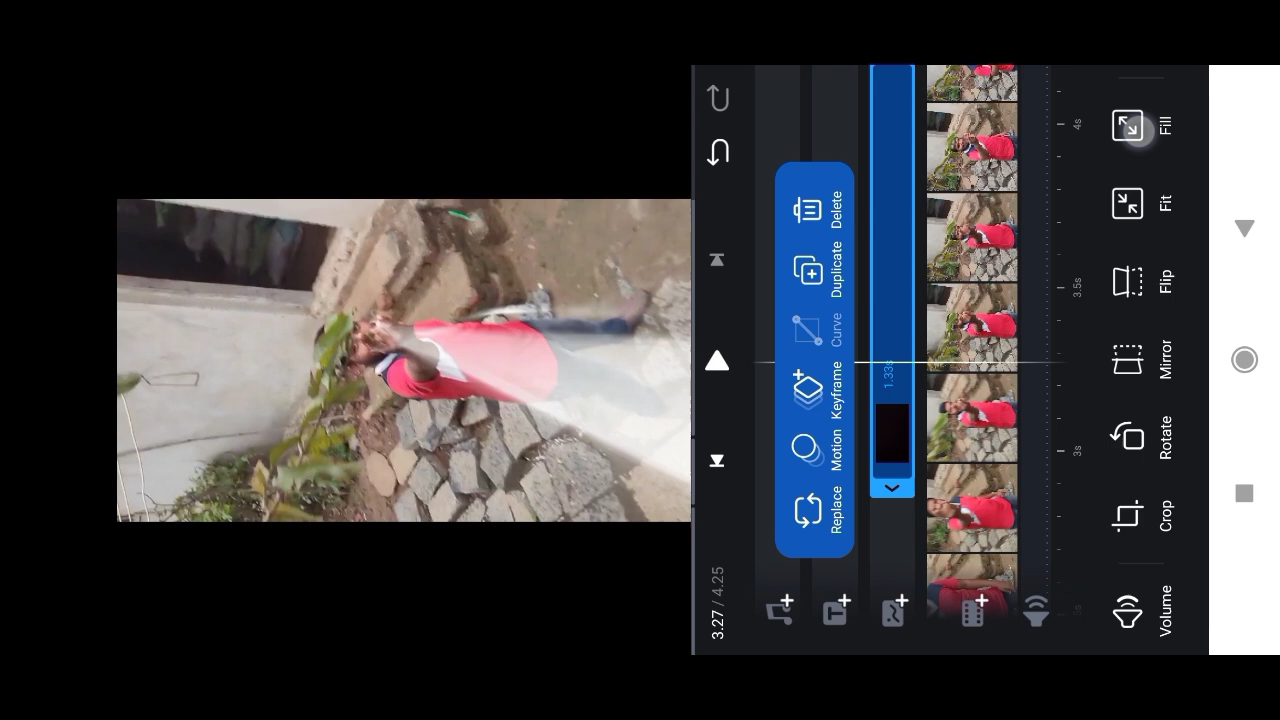 3.27 / 4.25
Replace
Motion
Keyframe
Curve
Duplicate
Delete
1.33s
3s
3.5s
4s
Volume
Crop
Rotate
Mirror
Flip
Fit
Fill